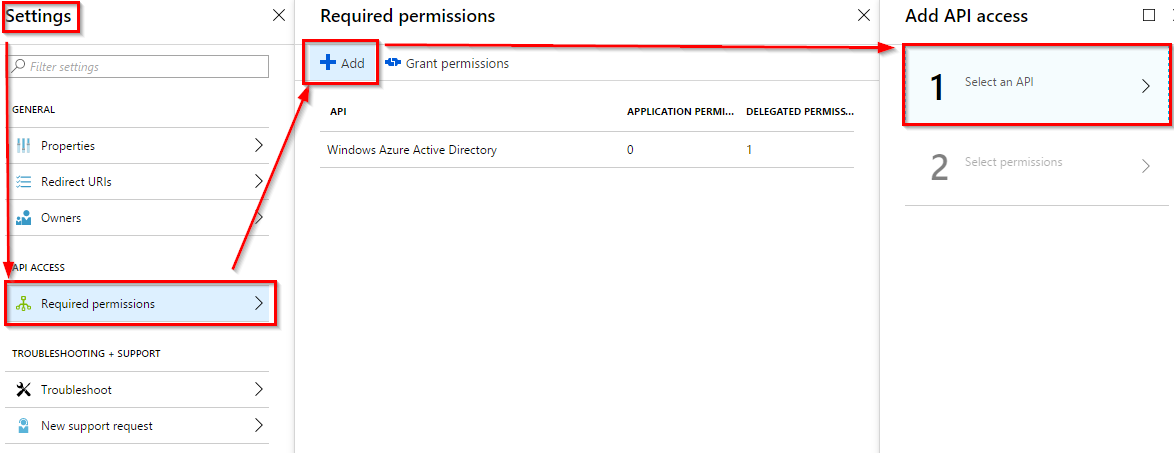 Settings
Filter settings
GENERAL
Properties
Redirect URIs
Owners
API ACCESS
Required permissions
TROUBLESHOOTING + SUPPORT
Troubleshoot
New support request
Required permissions
Add
Grant permissions
API APPLICATION PERMI... DELEGATED PERMISS...
Windows Azure Active Directory 0 1
Add API access
1 Select an API
2 Select permissions